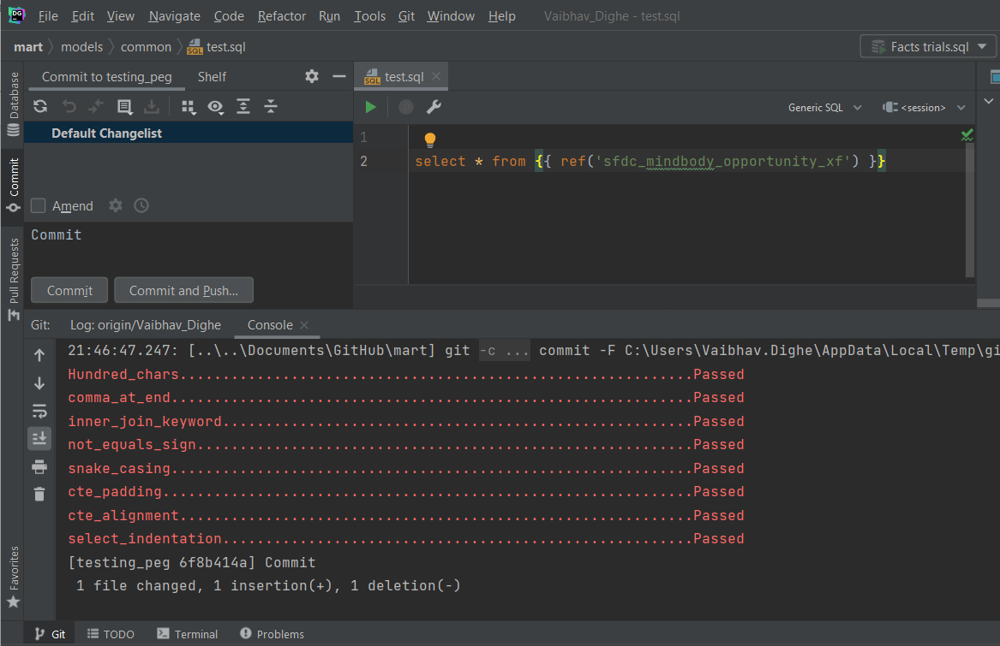 DG File Edit View Navigate Code Refactor Run Tools Git Window Help Vaibhav_Dighe - test.sql
mart models common SQL test.sql Facts trials.sql
Database
Commit
Pull Requests
Favorites
Commit to testing_peg Shelf
Default Changelist
Amend
Commit
Commit Commit and Push...
SQL test.sql
Generic SQL <session>
1
2 select * from {{ ref('sfdc_mindbody_opportunity_xf') }}
Git: Log: origin/Vaibhav_Dighe Console
21:46:47.247: [..\..\Documents\GitHub\mart] git -c ... commit -F C:\Users\Vaibhav.Dighe\AppData\Local\Temp\gi
Hundred_chars............................................................Passed
comma_at_end.............................................................Passed
inner_join_keyword.......................................................Passed
not_equals_sign..........................................................Passed
snake_casing.............................................................Passed
cte_padding..............................................................Passed
cte_alignment............................................................Passed
select_indentation.......................................................Passed
[testing_peg 6f8b414a] Commit
1 file changed, 1 insertion(+), 1 deletion(-)
Git TODO Terminal Problems